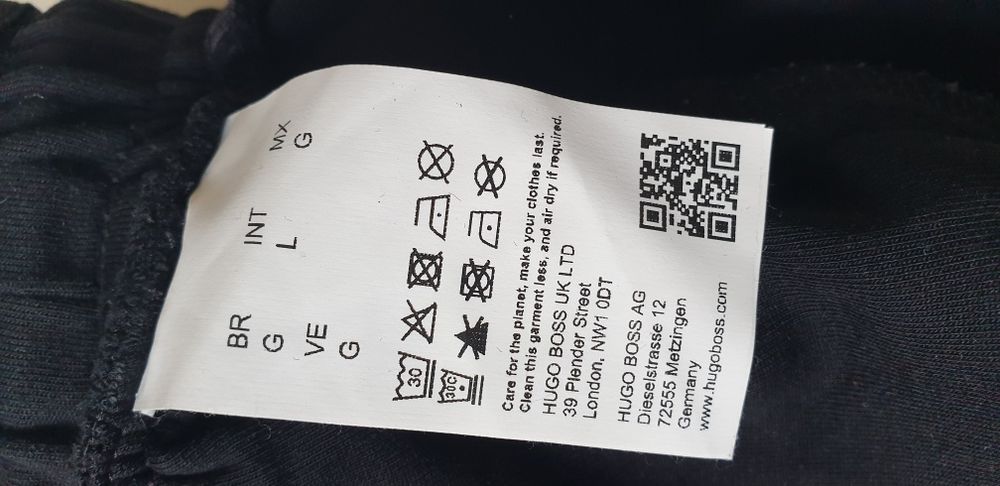 BR
G
INT
L
MX
G
VE
G
30
30C
Care for the planet, make your clothes last.
Clean this garment less, and air dry if required.
HUGO BOSS UK LTD
39 Plender Street
London, NW1 0DT
HUGO BOSS AG
Dieselstrasse 12
72555 Metzingen
Germany
www.hugoboss.com